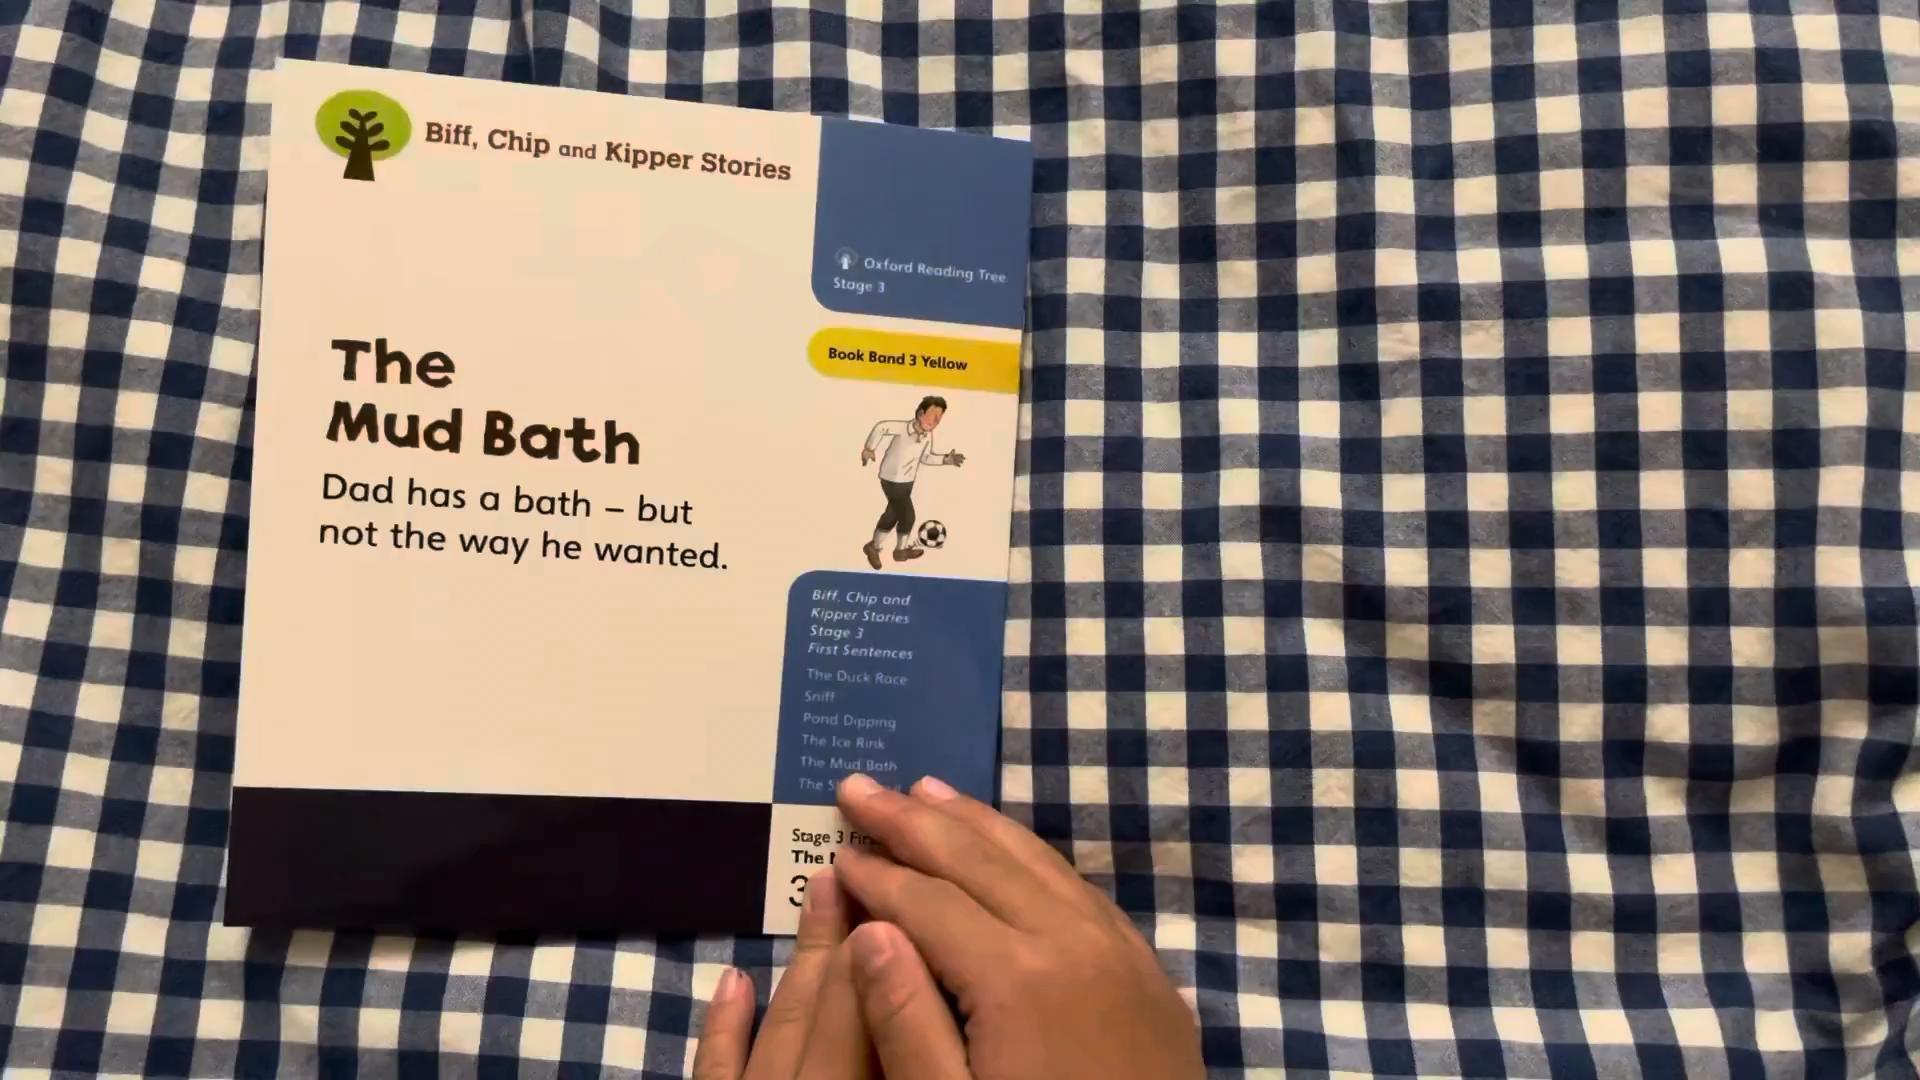 Biff, Chip and Kipper Stories
Oxford Reading Tree
Stage 3
Book Band 3 Yellow
The
Mud Bath
Dad has a bath – but
not the way he wanted.
Biff, Chip and
Kipper Stories
Stage 3
First Sentences
The Duck Race
Sniff
Pond Dipping
The Ice Rink
The Mud Bath
The
Stage 3
The
3